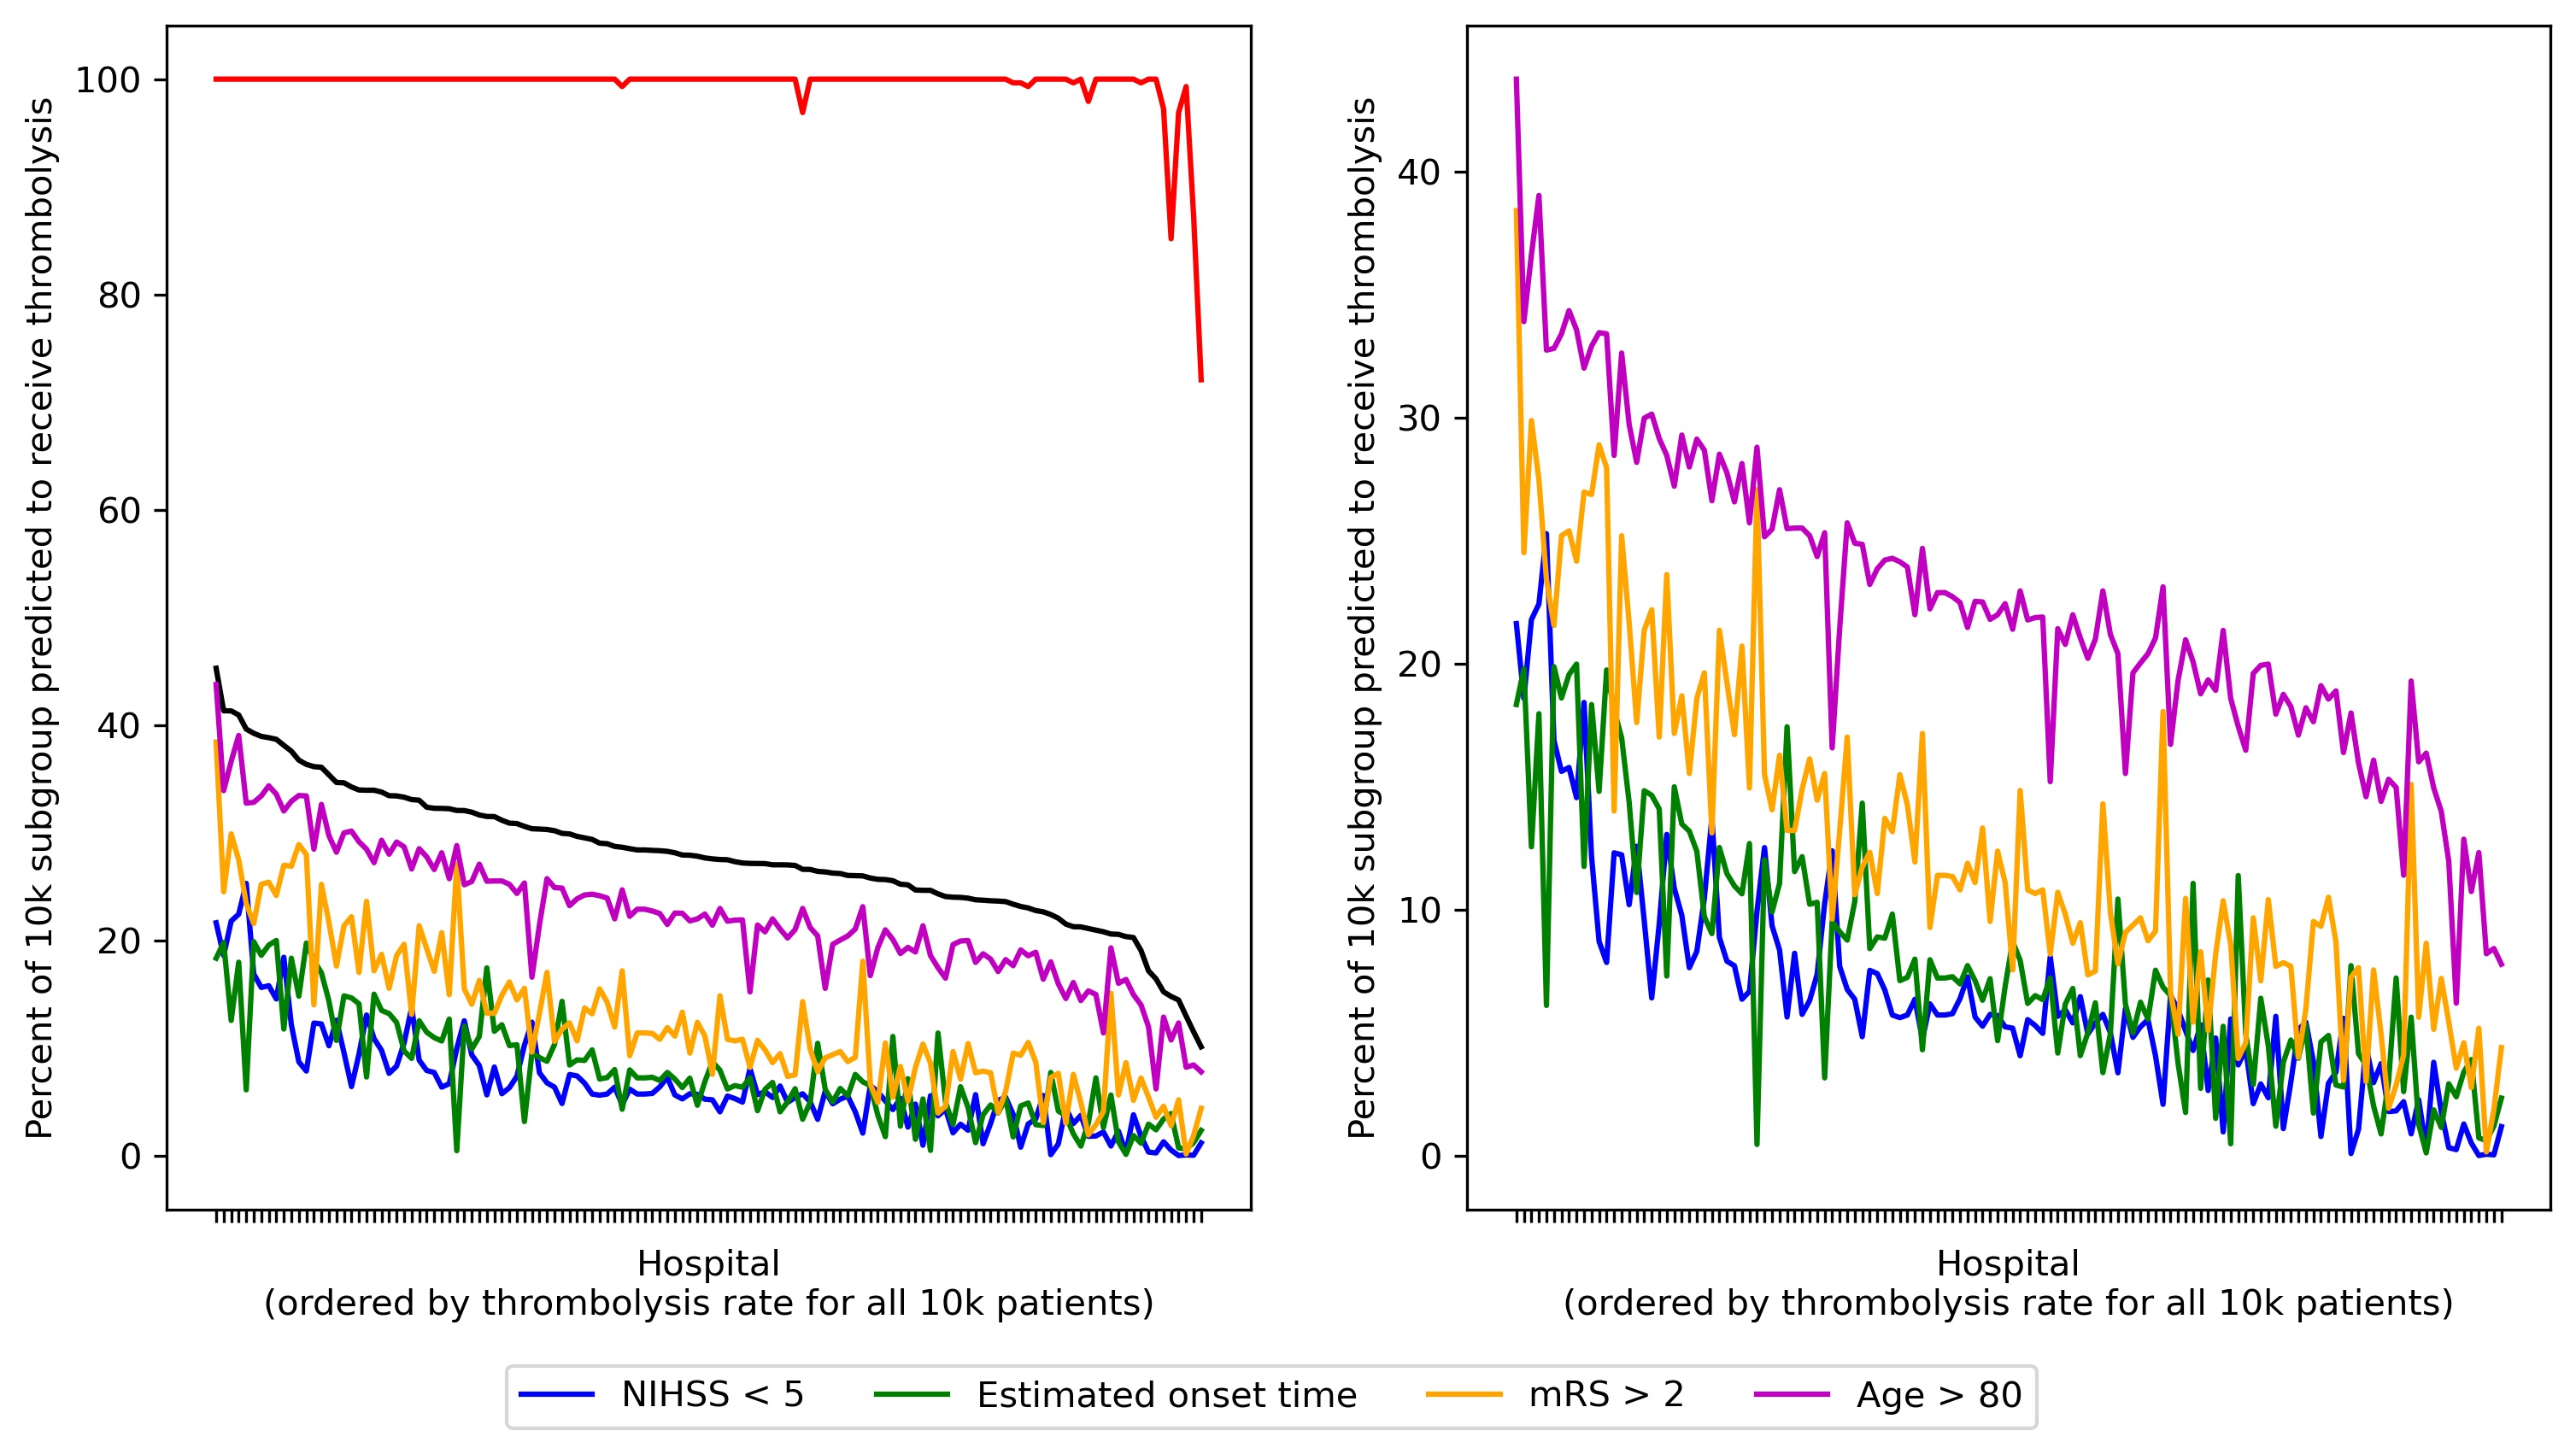 Percent of 10k subgroup predicted to receive thrombolysis
100
80
60
40
20
0
Hospital
(ordered by thrombolysis rate for all 10k patients)
Percent of 10k subgroup predicted to receive thrombolysis
40
30
20
10
0
Hospital
(ordered by thrombolysis rate for all 10k patients)
NIHSS < 5
Estimated onset time
mRS > 2
Age > 80